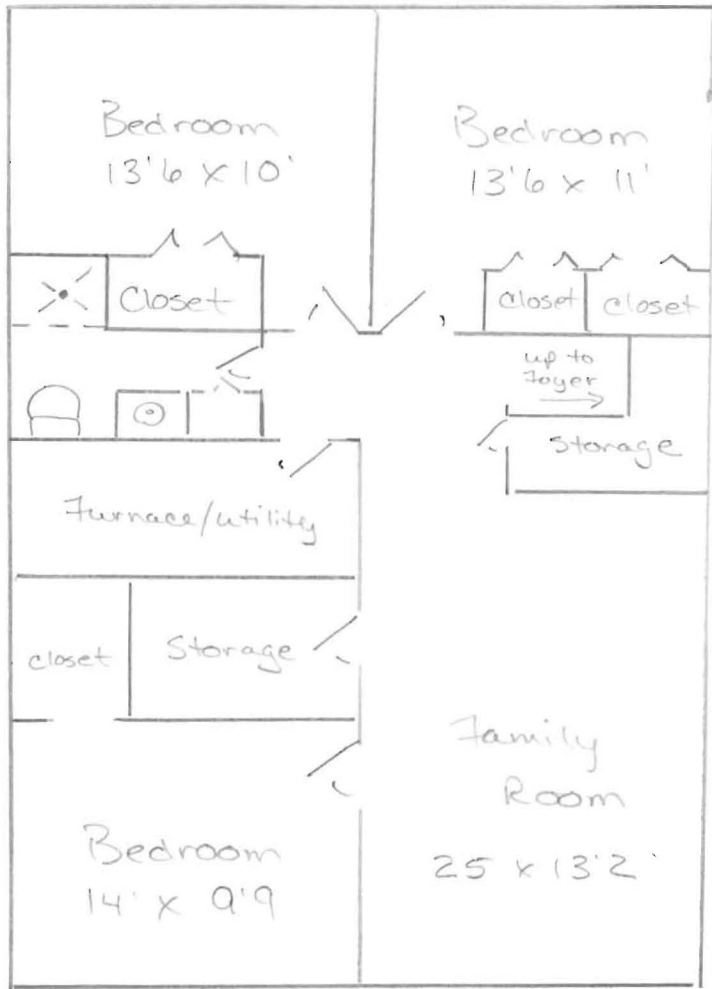 Bedroom
13'6 x 10'
Bedroom
13'6 x 11'
Closet
Closet
Closet
up to
Foyer
Storage
Furnace/utility
closet
Storage
Family
Room
25 x 13'2
Bedroom
14' x 9'9